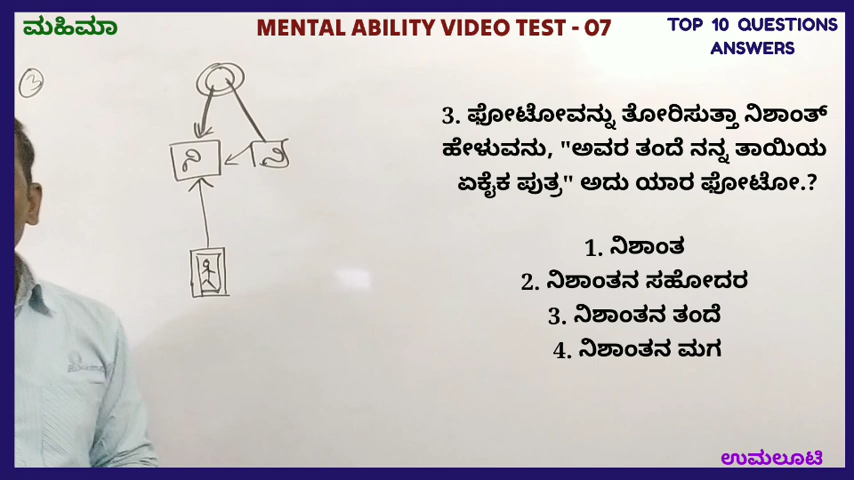 ಮಹಿಮಾ
MENTAL ABILITY VIDEO TEST - 07
TOP 10 QUESTIONS
ANSWERS
3
3. ಫೋಟೋವನ್ನು ತೋರಿಸುತ್ತಾ ನಿಶಾಂತ್
ಹೇಳುವನು, "ಅವರ ತಂದೆ ನನ್ನ ತಾಯಿಯ
ಏಕೈಕ ಪುತ್ರ" ಅದು ಯಾರ ಫೋಟೋ.?
1. ನಿಶಾಂತ
2. ನಿಶಾಂತನ ಸಹೋದರ
3. ನಿಶಾಂತನ ತಂದೆ
4. ನಿಶಾಂತನ ಮಗ
ನಿ
ಉಮಲೂಟಿ